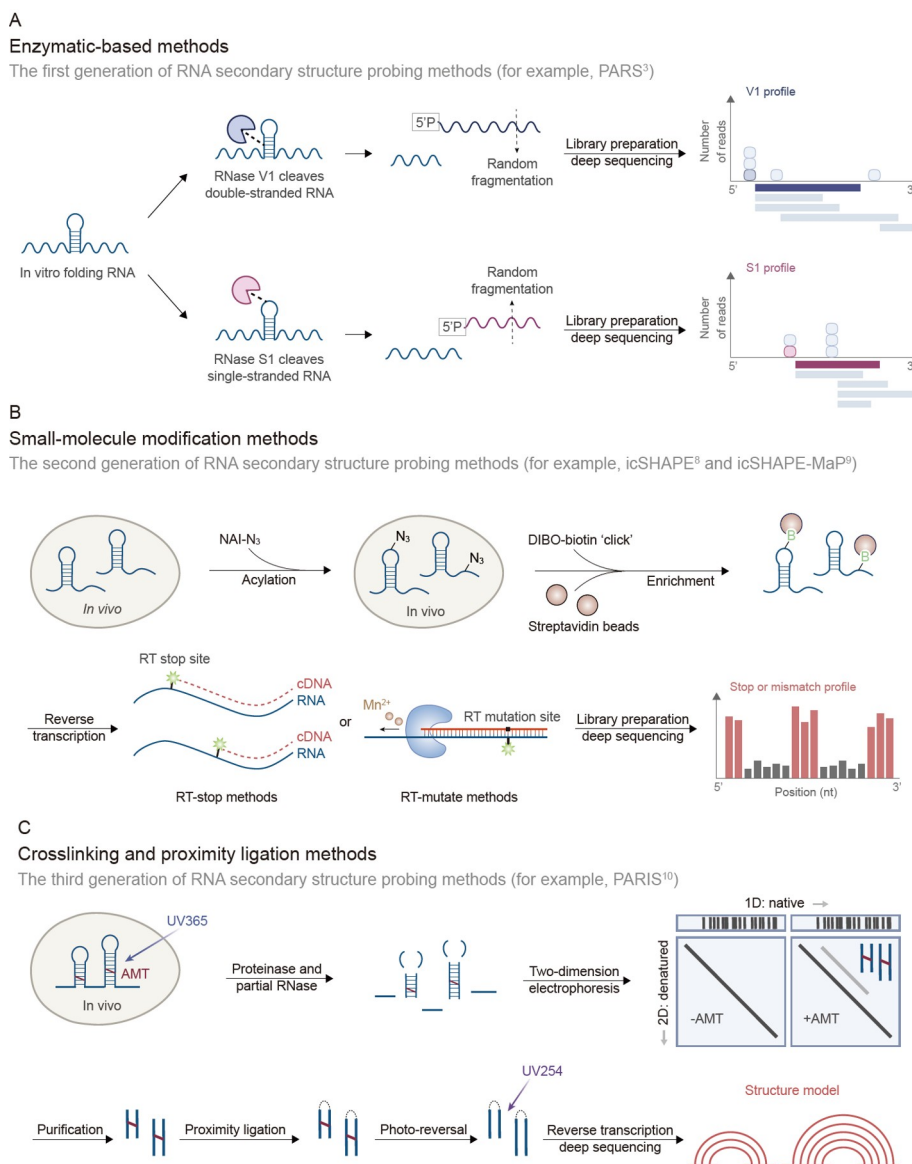 A
Enzymatic-based methods
The first generation of RNA secondary structure probing methods (for example, PARS³)
In vitro folding RNA
RNase V1 cleaves
double-stranded RNA
5'P
Random
fragmentation
Library preparation
deep sequencing
V1 profile
Number
of reads
5'
3'
RNase S1 cleaves
single-stranded RNA
5'P
Random
fragmentation
Library preparation
deep sequencing
S1 profile
Number
of reads
5'
3'
B
Small-molecule modification methods
The second generation of RNA secondary structure probing methods (for example, icSHAPE⁸ and icSHAPE-MaP⁹)
In vivo
NAI-N₃
Acylation
N₃
N₃
In vivo
DIBO-biotin ‘click’
Enrichment
Streptavidin beads
B
B
Reverse
transcription
RT stop site
cDNA
RNA
cDNA
RNA
RT-stop methods
or
Mn²⁺
RT mutation site
RT-mutate methods
Library preparation
deep sequencing
Stop or mismatch profile
5'
Position (nt)
3'
C
Crosslinking and proximity ligation methods
The third generation of RNA secondary structure probing methods (for example, PARIS¹⁰)
UV365
AMT
In vivo
Proteinase and
partial RNase
Two-dimension
electrophoresis
1D: native
2D: denatured
-AMT
+AMT
Purification
Proximity ligation
Photo-reversal
UV254
Reverse transcription
deep sequencing
Structure model